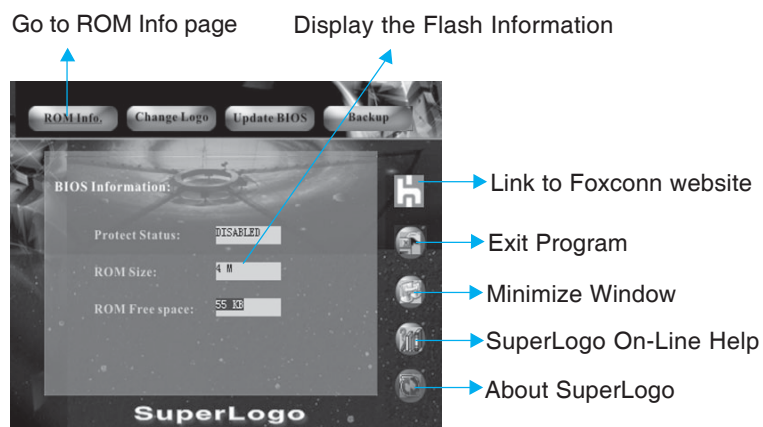 Go to ROM Info page
Display the Flash Information
ROM Info.
Change Logo
Update BIOS
Backup
BIOS Information:
Link to Foxconn website
Protect Status:
DISABLED
Exit Program
ROM Size:
4 M
Minimize Window
ROM Free space:
55 KB
SuperLogo On-Line Help
About SuperLogo
SuperLogo